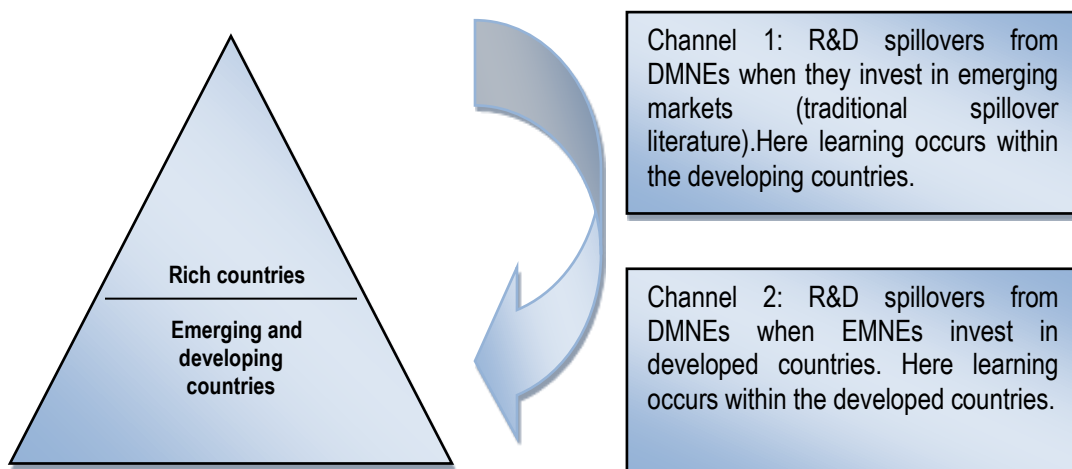 Rich countries
Emerging and
developing
countries
Channel 1: R&D spillovers from
DMNEs when they invest in emerging
markets (traditional spillover
literature).Here learning occurs within
the developing countries.
Channel 2: R&D spillovers from
DMNEs when EMNEs invest in
developed countries. Here learning
occurs within the developed countries.